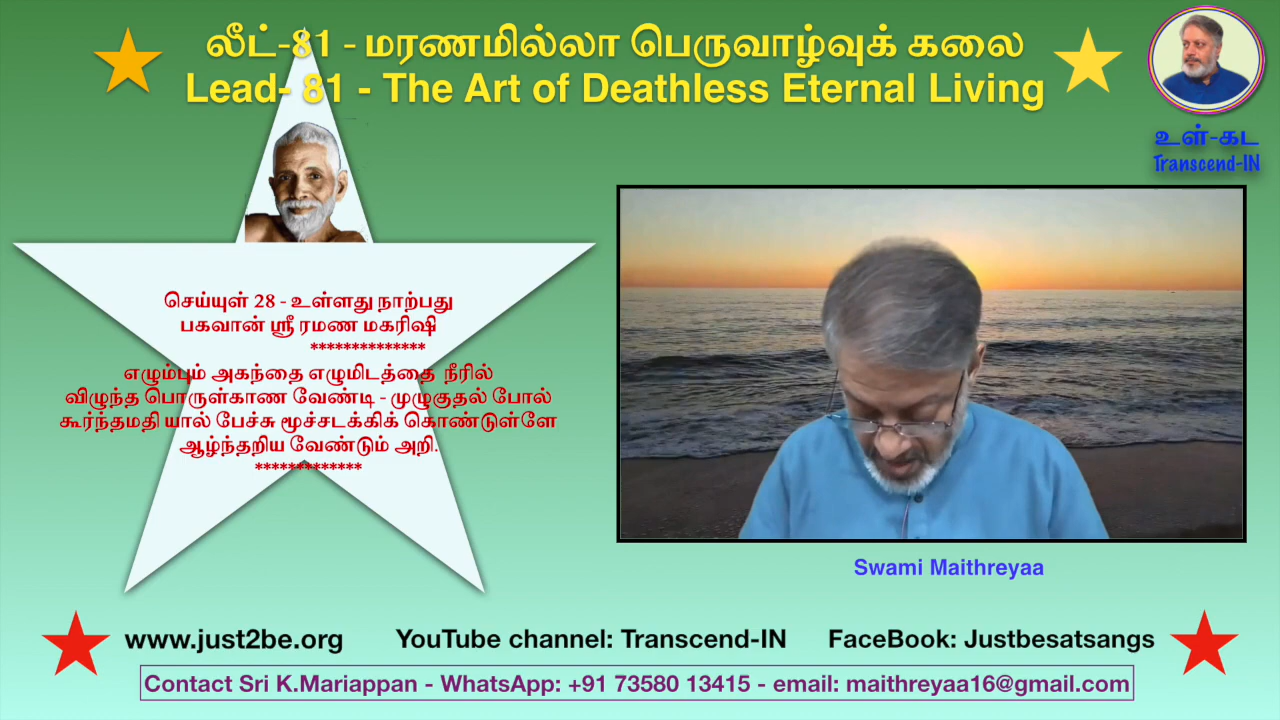 லீட்-81 - மரணமில்லா பெருவாழ்வுக் கலை
Lead- 81 - The Art of Deathless Eternal Living
உள்-கட
Transcend-IN
செய்யுள் 28 - உள்ளது நாற்பது
பகவான் ஸ்ரீ ரமண மகரிஷி
**************
எழும்பும் அகந்தை எழுமிடத்தை நீரில்
விழுந்த பொருள்காண வேண்டி - முழுகுதல் போல்
கூர்ந்தமதி யால் பேச்சு மூச்சடக்கிக் கொண்டுள்ளே
ஆழ்ந்தறிய வேண்டும் அறி.
*************
Swami Maithreyaa
www.just2be.org YouTube channel: Transcend-IN FaceBook: Justbesatsangs
Contact Sri K.Mariappan - WhatsApp: +91 73580 13415 - email: maithreyaa16@gmail.com